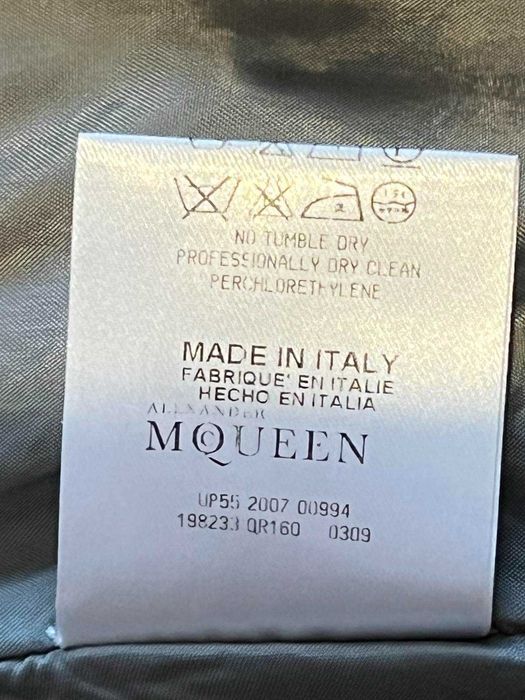 NO TUMBLE DRY
PROFESSIONALLY DRY CLEAN
PERCHLORETHYLENE
MADE IN ITALY
FABRIQUE' EN ITALIE
HECHO EN ITALIA
ALEXANDER
MCQUEEN
UP55 2007 00994
198233 QR160 0309